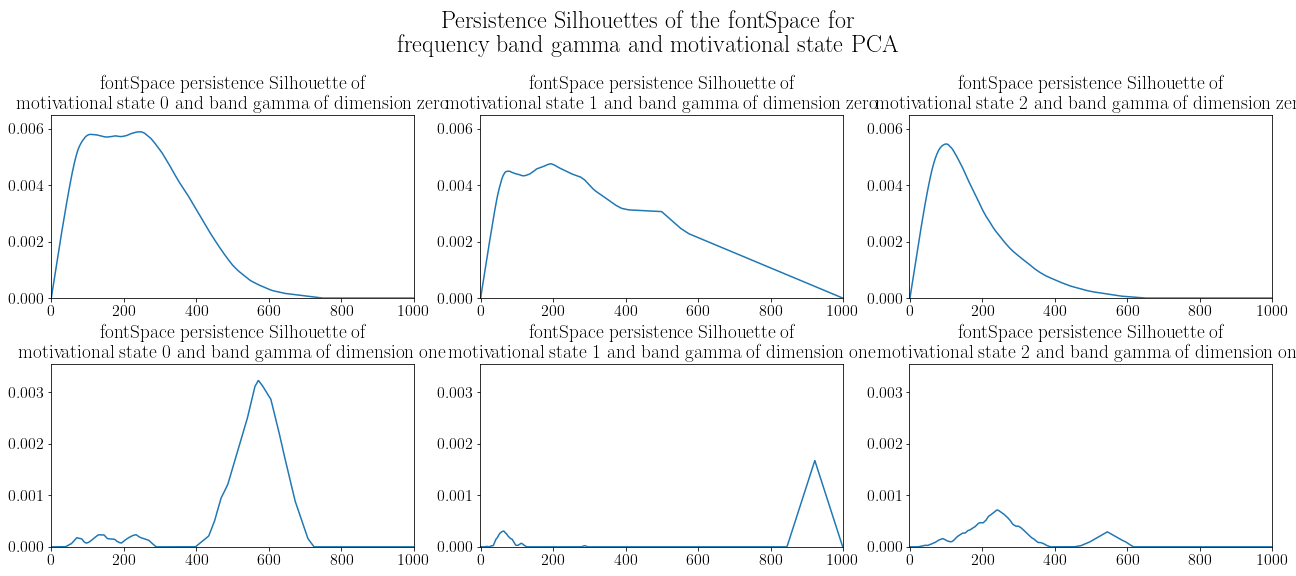 Persistence Silhouettes of the fontSpace for
frequency band gamma and motivational state PCA
fontSpace persistence Silhouette of
motivational state 0 and band gamma of dimension zero
0.006
0.004
0.002
0.000
0 200 400 600 800 1000
fontSpace persistence Silhouette of
motivational state 1 and band gamma of dimension zero
0.006
0.004
0.002
0.000
0 200 400 600 800 1000
fontSpace persistence Silhouette of
motivational state 2 and band gamma of dimension zer
0.006
0.004
0.002
0.000
0 200 400 600 800 1000
fontSpace persistence Silhouette of
motivational state 0 and band gamma of dimension one
0.003
0.002
0.001
0.000
0 200 400 600 800 1000
fontSpace persistence Silhouette of
motivational state 1 and band gamma of dimension one
0.003
0.002
0.001
0.000
0 200 400 600 800 1000
fontSpace persistence Silhouette of
motivational state 2 and band gamma of dimension on
0.003
0.002
0.001
0.000
0 200 400 600 800 1000